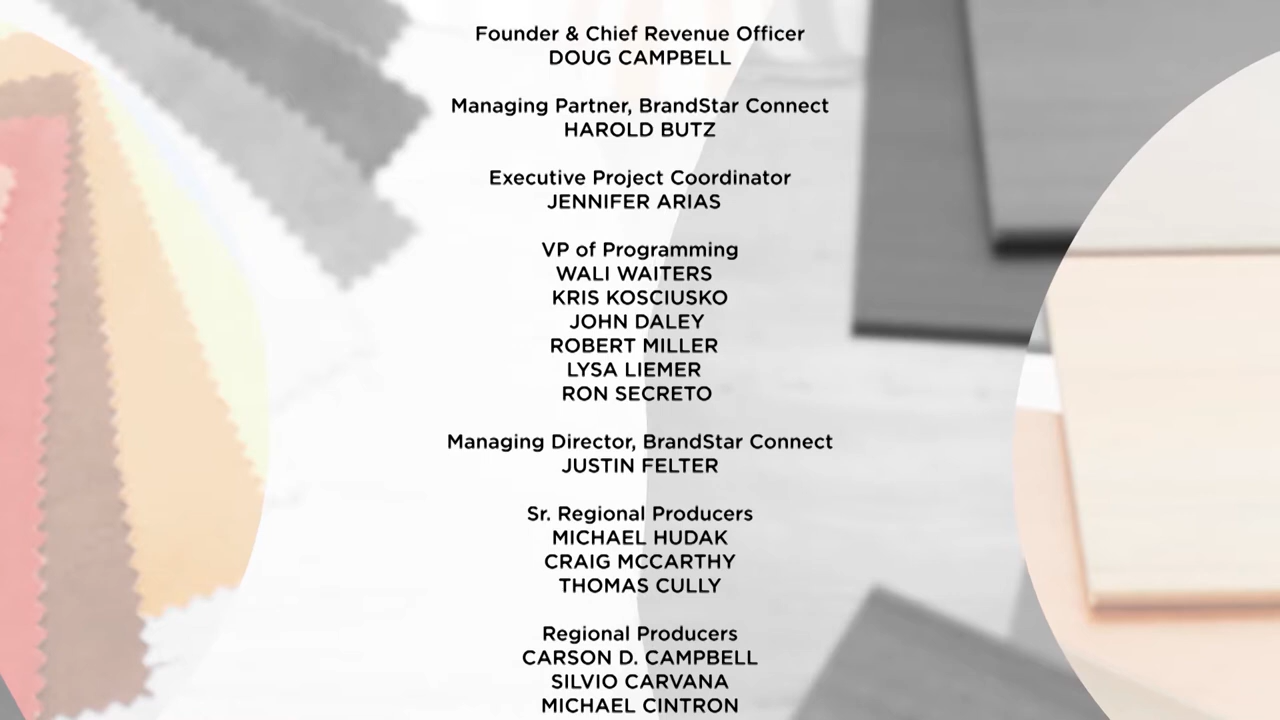 Founder & Chief Revenue Officer
DOUG CAMPBELL
Managing Partner, BrandStar Connect
HAROLD BUTZ
Executive Project Coordinator
JENNIFER ARIAS
VP of Programming
WALI WAITERS
KRIS KOSCIUSKO
JOHN DALEY
ROBERT MILLER
LYSA LIEMER
RON SECRETO
Managing Director, BrandStar Connect
JUSTIN FELTER
Sr. Regional Producers
MICHAEL HUDAK
CRAIG MCCARTHY
THOMAS CULLY
Regional Producers
CARSON D. CAMPBELL
SILVIO CARVANA
MICHAEL CINTRON